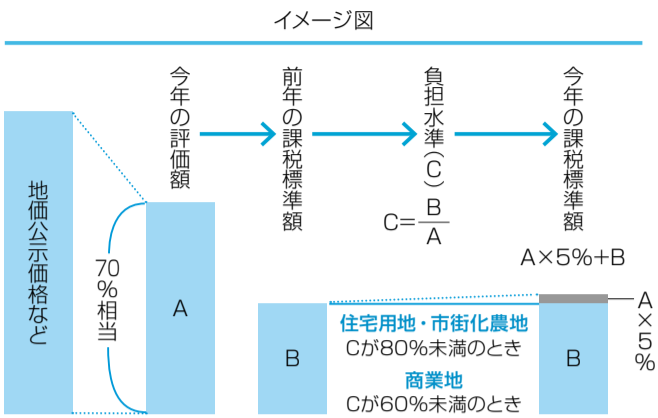 イメージ図
今年の評価額
前年の課税標準額
負担水準(C)
C=B/A
今年の課税標準額
A×5%+B
地価公示価格など
70%相当
A
B
住宅用地・市街化農地
Cが80%未満のとき
商業地
Cが60%未満のとき
B
A×5%